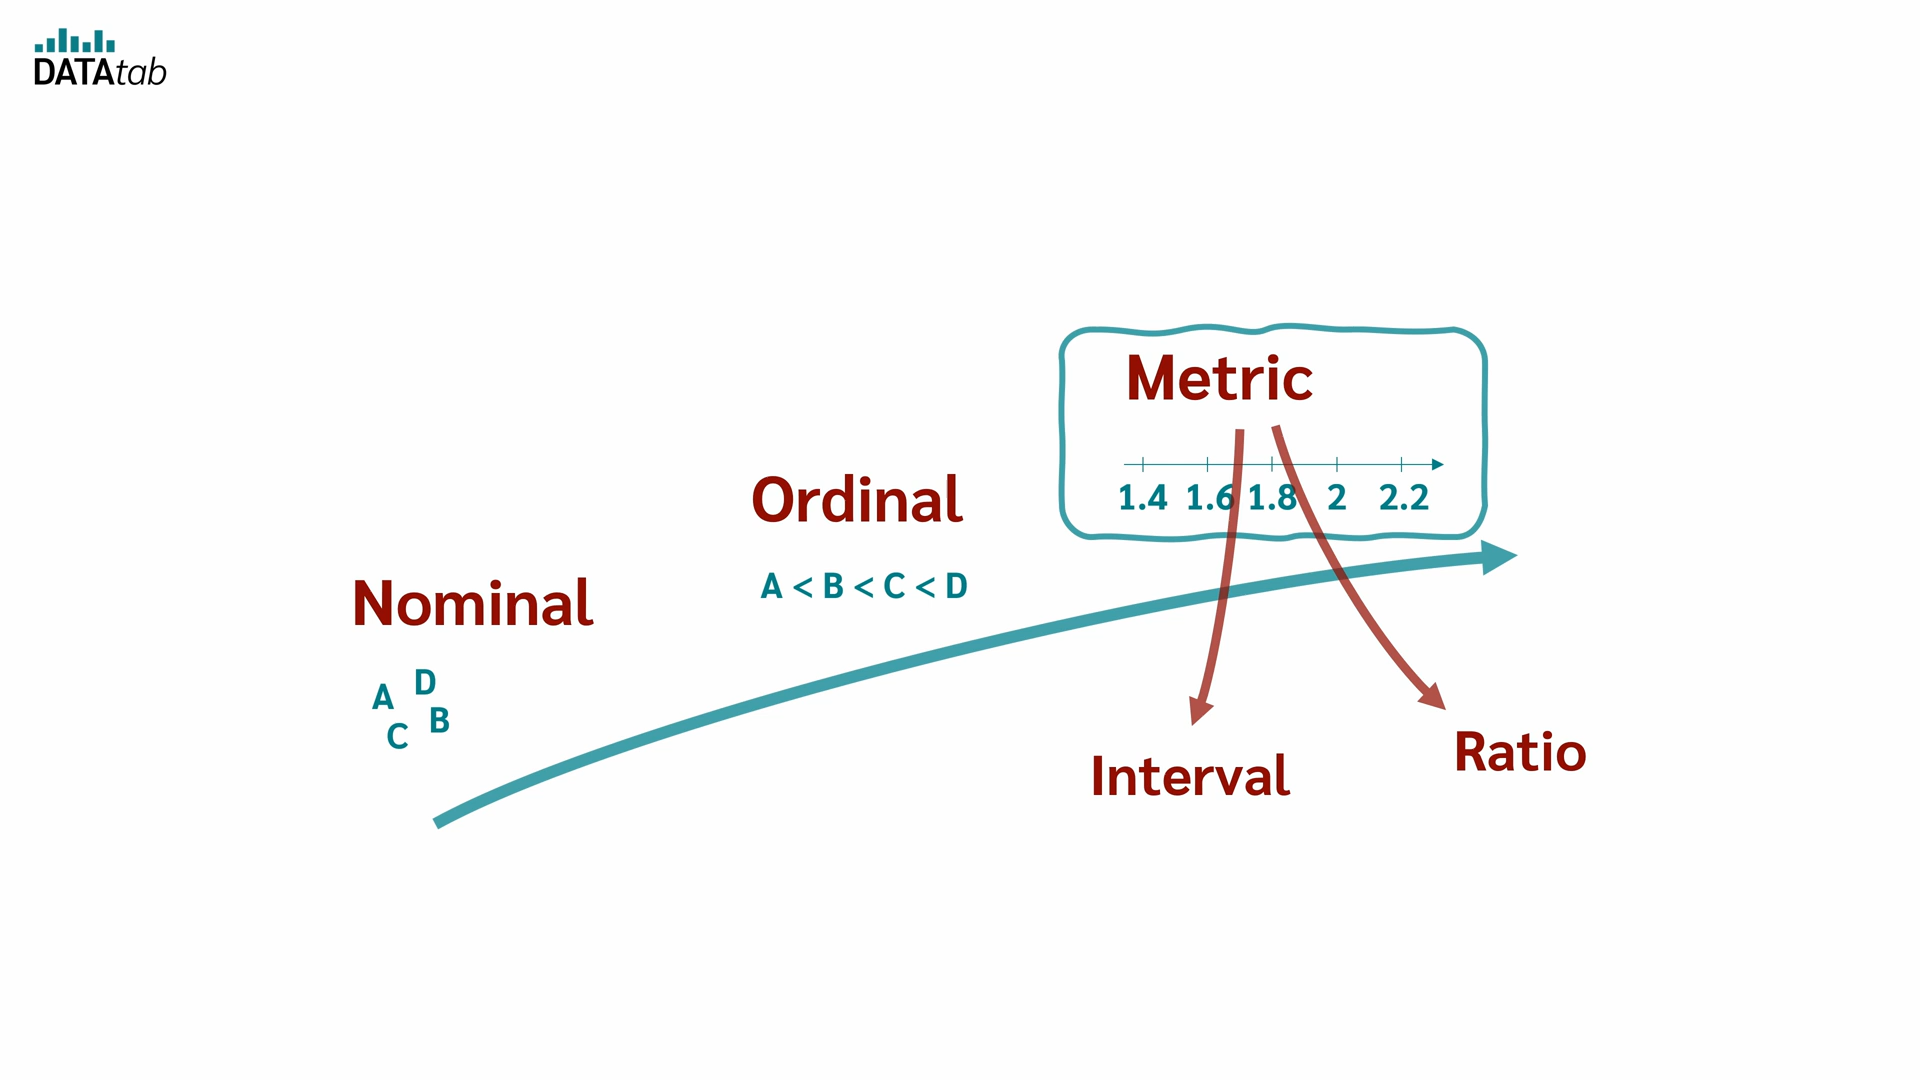 DATAtab
Metric
1.4 1.6 1.8 2 2.2
Ordinal
A < B < C < D
Nominal
A D
C B
Interval
Ratio